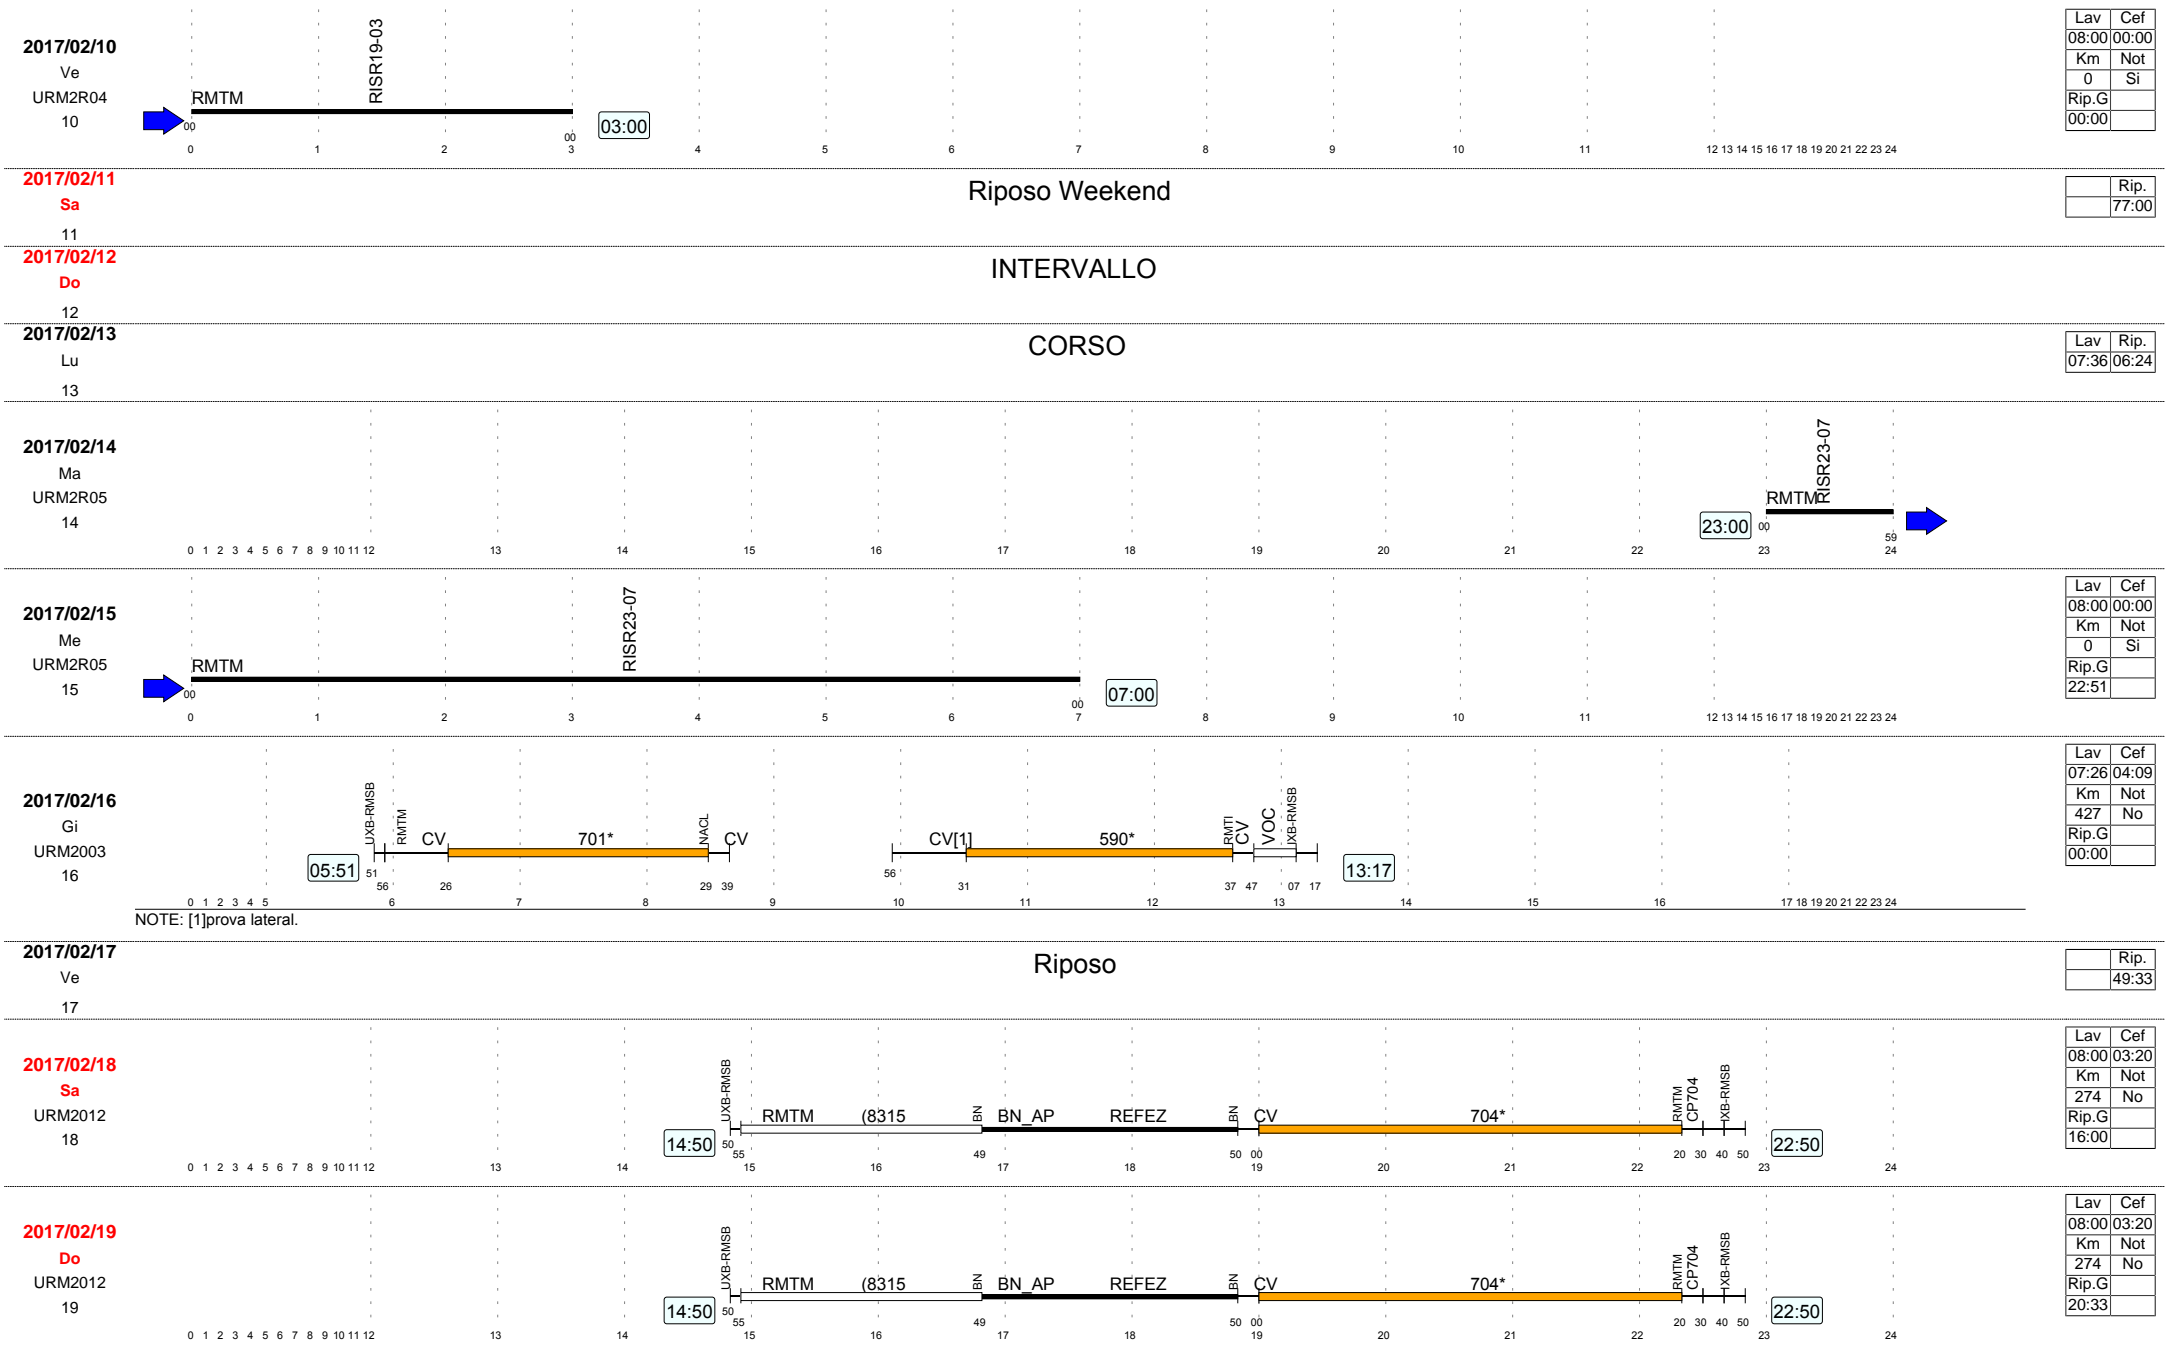 2017/02/10
Ve
URM2R04
10
RMTM
RISR19-03
00
00
03:00
0 1 2 3 4 5 6 7 8 9 10 11 12 13 14 15 16 17 18 19 20 21 22 23 24
Lav Cef
08:00 00:00
Km Not
0 Si
Rip.G
00:00
2017/02/11
Sa
11
Riposo Weekend
Rip.
77:00
2017/02/12
Do
12
INTERVALLO
2017/02/13
Lu
13
CORSO
Lav Rip.
07:36 06:24
2017/02/14
Ma
URM2R05
14
RISR23-07
RMTM
23:00
00
59
0 1 2 3 4 5 6 7 8 9 10 11 12 13 14 15 16 17 18 19 20 21 22 23 24
2017/02/15
Me
URM2R05
15
RMTM
RISR23-07
00
00
07:00
0 1 2 3 4 5 6 7 8 9 10 11 12 13 14 15 16 17 18 19 20 21 22 23 24
Lav Cef
08:00 00:00
Km Not
0 Si
Rip.G
22:51
2017/02/16
Gi
URM2003
16
UXB-RMSB RMTM CV 701* NACL CV CV[1] 590* RMTI CV VOC IXB-RMSB
05:51
51 56 26 29 39 56 31 37 47 07 17
13:17
0 1 2 3 4 5 6 7 8 9 10 11 12 13 14 15 16 17 18 19 20 21 22 23 24
NOTE: [1]prova lateral.
Lav Cef
07:26 04:09
Km Not
427 No
Rip.G
00:00
2017/02/17
Ve
17
Riposo
Rip.
49:33
2017/02/18
Sa
URM2012
18
UXB-RMSB RMTM (8315 BN BN_AP REFEZ BN CV 704* RMTM CP704 IXB-RMSB
14:50
50 55 49 50 00 20 30 40 50
22:50
0 1 2 3 4 5 6 7 8 9 10 11 12 13 14 15 16 17 18 19 20 21 22 23 24
Lav Cef
08:00 03:20
Km Not
274 No
Rip.G
16:00
2017/02/19
Do
URM2012
19
UXB-RMSB RMTM (8315 BN BN_AP REFEZ BN CV 704* RMTM CP704 IXB-RMSB
14:50
50 55 49 50 00 20 30 40 50
22:50
0 1 2 3 4 5 6 7 8 9 10 11 12 13 14 15 16 17 18 19 20 21 22 23 24
Lav Cef
08:00 03:20
Km Not
274 No
Rip.G
20:33